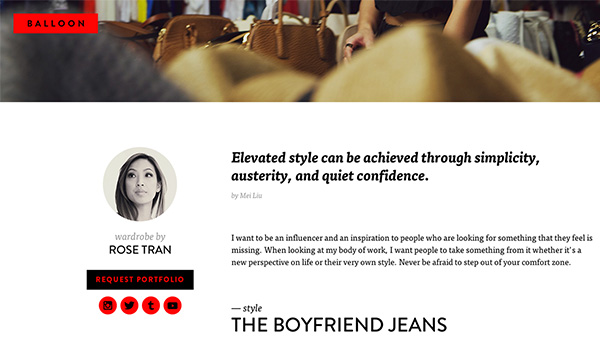 BALLOON
Elevated style can be achieved through simplicity,
austerity, and quiet confidence.
by Mei Liu
wardrobe by
ROSE TRAN
REQUEST PORTFOLIO
I want to be an influencer and an inspiration to people who are looking for something that they feel is
missing. When looking at my body of work, I want people to take something from it whether it's a
new perspective on life or their very own style. Never be afraid to step out of your comfort zone.
— style
THE BOYFRIEND JEANS